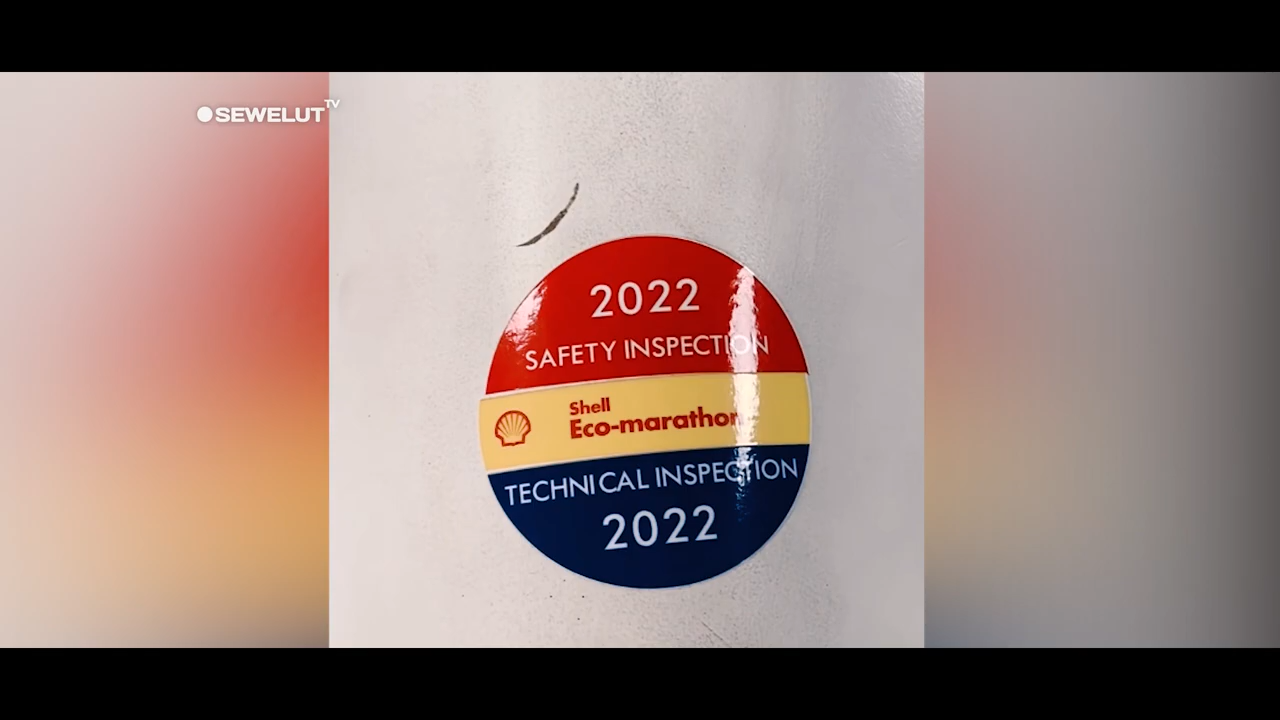 SEWELUT TV
2022
SAFETY INSPECTION
Shell
Eco-marathon
TECHNICAL INSPECTION
2022